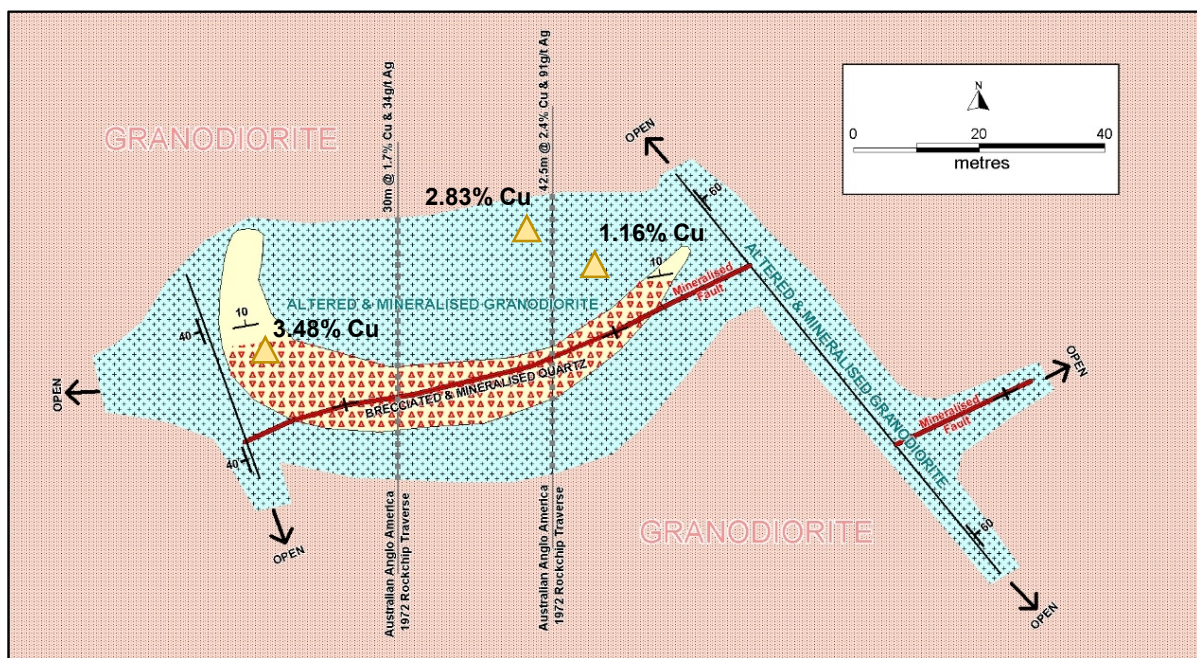 30m @ 1.7% Cu & 34g/t Ag
42.5m @ 2.4% Cu & 91g/t Ag
N
0
20
40
metres
OPEN
GRANODIORITE
2.83% Cu
60
1.16% Cu
10
ALTERED & MINERALISED GRANODIORITE
Mineralised
Fault
ALTERED & MINERALISED GRANODIORITE
10
40
3.48% Cu
BRECCIATED & MINERALISED QUARTZ
OPEN
OPEN
Mineralised
Fault
40
GRANODIORITE
60
OPEN
OPEN
Australian Anglo America
1972 Rockchip Traverse
Australian Anglo America
1972 Rockchip Traverse